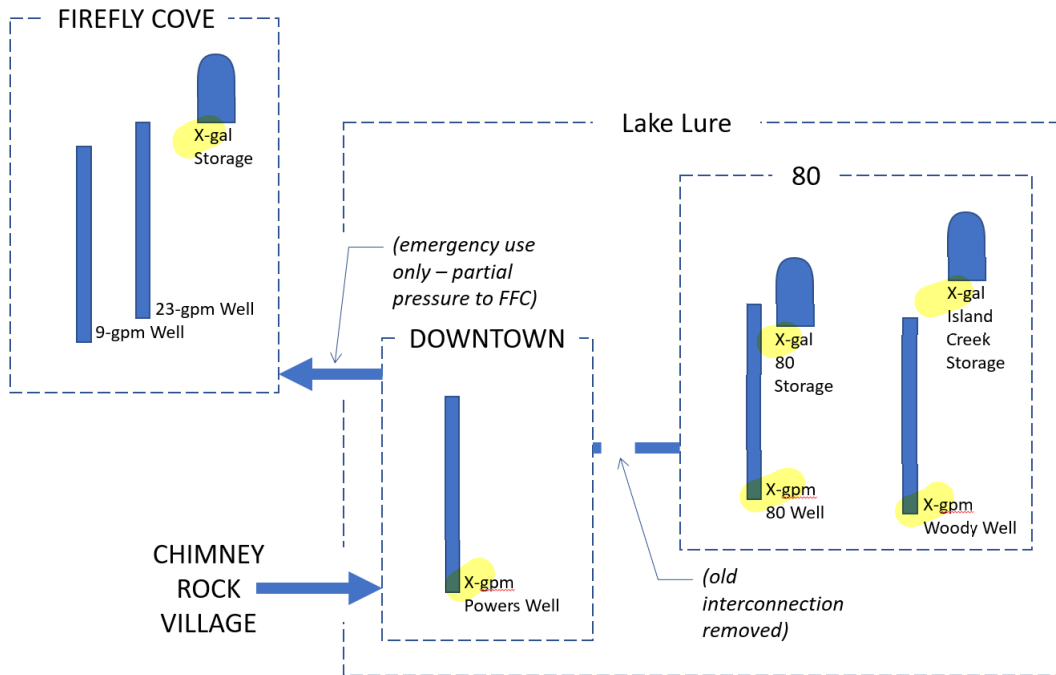 FIREFLY COVE
X-gal
Storage
23-gpm Well
9-gpm Well
Lake Lure
(emergency use
only – partial
pressure to FFC)
DOWNTOWN
X-gpm
Powers Well
CHIMNEY
ROCK
VILLAGE
80
X-gal
80
Storage
X-gal
Island
Creek
Storage
X-gpm
80 Well
X-gpm
Woody Well
(old
interconnection
removed)